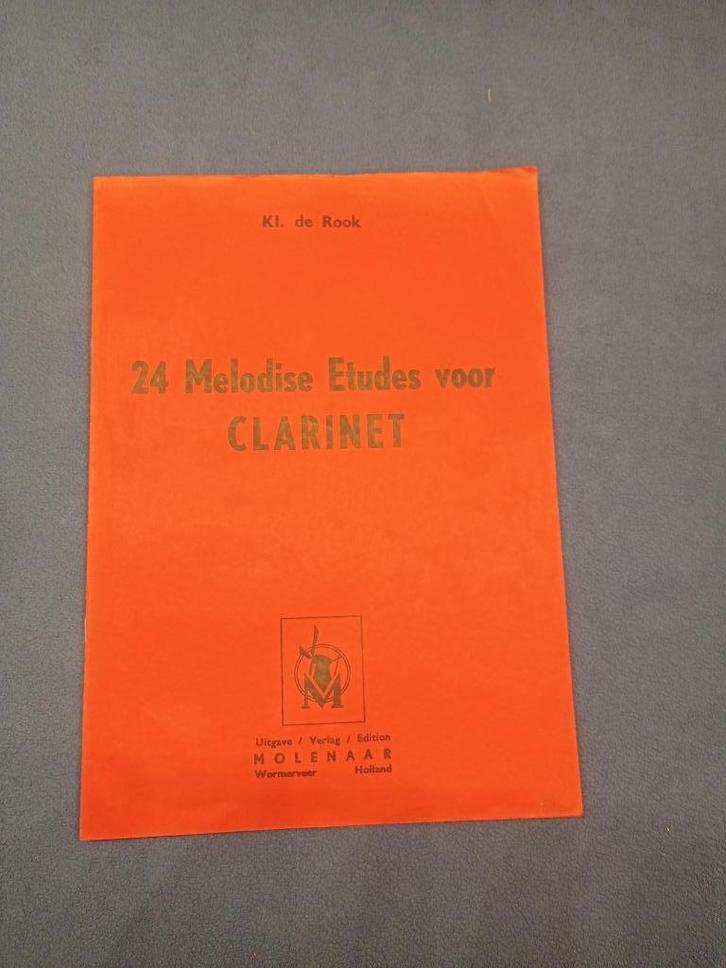 Kl. de Rook
24 Melodise Etudes voor
CLARINET
M
Uitgave / Verlag / Edition
MOLENAAR
Wormerveer Holland